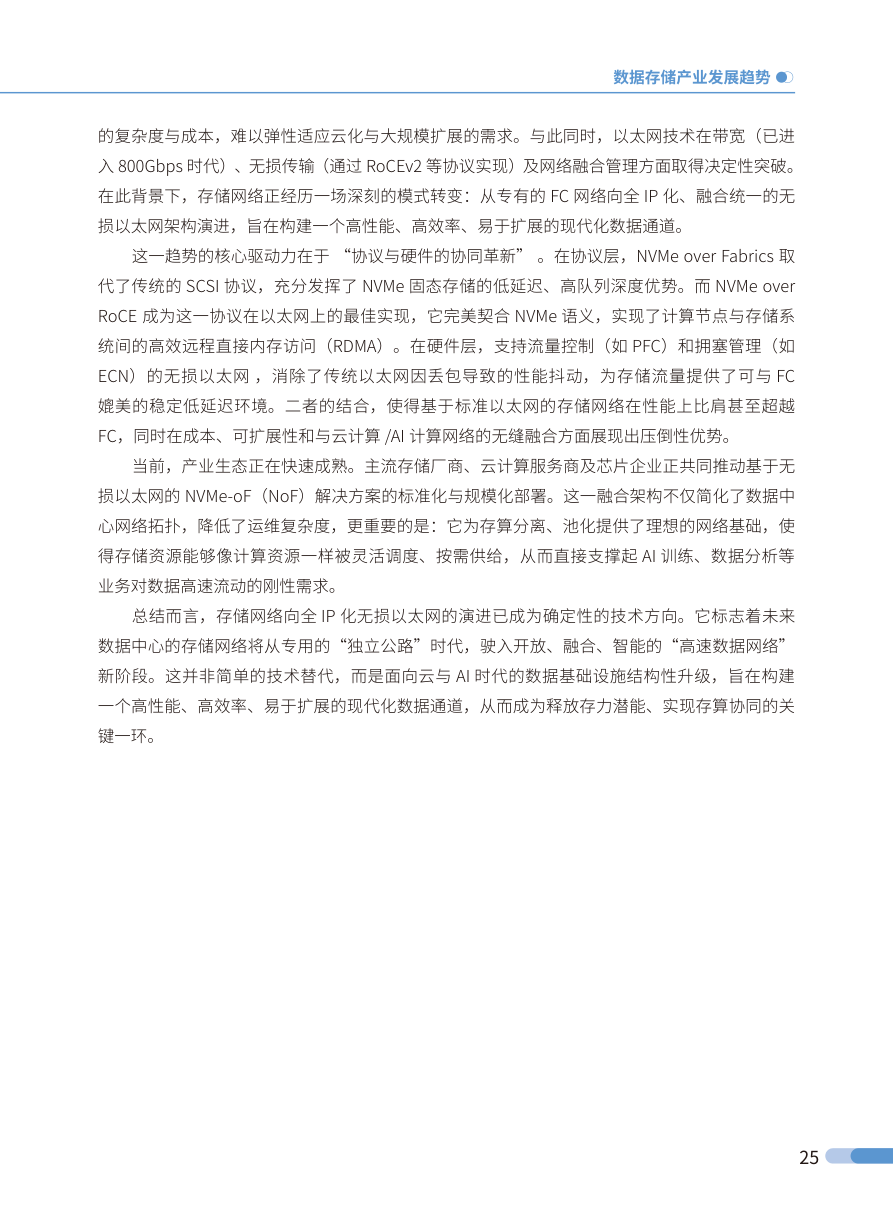 数据存储产业发展趋势
的复杂度与成本，难以弹性适应云化与大规模扩展的需求。与此同时，以太网技术在带宽（已进
入 800Gbps 时代）、无损传输（通过 RoCEv2 等协议实现）及网络融合管理方面取得决定性突破。
在此背景下，存储网络正经历一场深刻的模式转变：从专有的 FC 网络向全 IP 化、融合统一的无
损以太网架构演进，旨在构建一个高性能、高效率、易于扩展的现代化数据通道。
这一趋势的核心驱动力在于 “协议与硬件的协同革新” 。在协议层，NVMe over Fabrics 取
代了传统的 SCSI 协议，充分发挥了 NVMe 固态存储的低延迟、高队列深度优势。而 NVMe over
RoCE 成为这一协议在以太网上的最佳实现，它完美契合 NVMe 语义，实现了计算节点与存储系
统间的高效远程直接内存访问（RDMA）。在硬件层，支持流量控制（如 PFC）和拥塞管理（如
ECN）的无损以太网 ，消除了传统以太网因丢包导致的性能抖动，为存储流量提供了可与 FC
媲美的稳定低延迟环境。二者的结合，使得基于标准以太网的存储网络在性能上比肩甚至超越
FC，同时在成本、可扩展性和与云计算 /AI 计算网络的无缝融合方面展现出压倒性优势。
当前，产业生态正在快速成熟。主流存储厂商、云计算服务商及芯片企业正共同推动基于无
损以太网的 NVMe-oF（NoF）解决方案的标准化与规模化部署。这一融合架构不仅简化了数据中
心网络拓扑，降低了运维复杂度，更重要的是：它为存算分离、池化提供了理想的网络基础，使
得存储资源能够像计算资源一样被灵活调度、按需供给，从而直接支撑起 AI 训练、数据分析等
业务对数据高速流动的刚性需求。
总结而言，存储网络向全 IP 化无损以太网的演进已成为确定性的技术方向。它标志着未来
数据中心的存储网络将从专用的“独立公路”时代，驶入开放、融合、智能的“高速数据网络”
新阶段。这并非简单的技术替代，而是面向云与 AI 时代的数据基础设施结构性升级，旨在构建
一个高性能、高效率、易于扩展的现代化数据通道，从而成为释放存力潜能、实现存算协同的关
键一环。
25